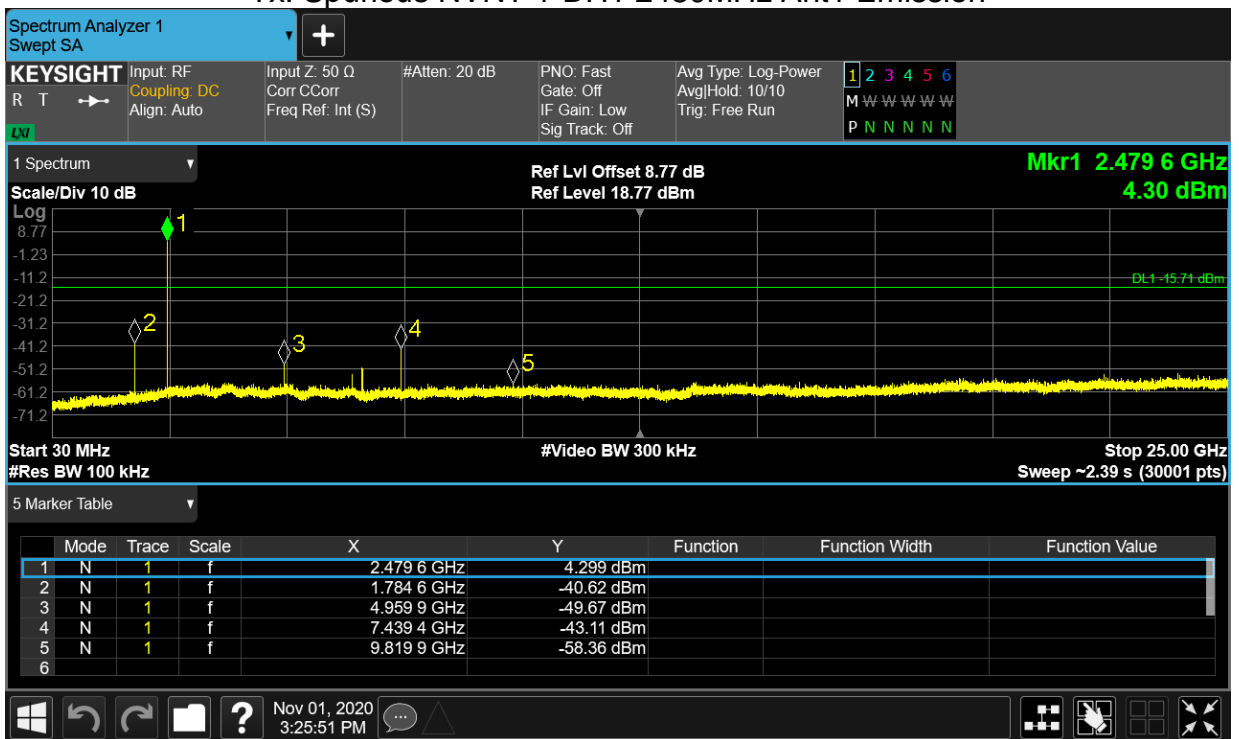 Tx. Spurious NVNT 1-DH1 2480MHz Ant1 Emission
Spectrum Analyzer 1
Swept SA
KEYSIGHT
R T
LXI
Input: RF
Coupling: DC
Align: Auto
Input Z: 50 Ω
Corr CCorr
Freq Ref: Int (S)
#Atten: 20 dB
PNO: Fast
Gate: Off
IF Gain: Low
Sig Track: Off
Avg Type: Log-Power
Avg|Hold: 10/10
Trig: Free Run
1 2 3 4 5 6
M W W W W W
P N N N N N
1 Spectrum
Scale/Div 10 dB
Ref Lvl Offset 8.77 dB
Ref Level 18.77 dBm
Mkr1 2.479 6 GHz
4.30 dBm
Log
8.77
-1.23
-11.2
-21.2
-31.2
-41.2
-51.2
-61.2
-71.2
1
2
3
4
5
DL1 -15.71 dBm
Start 30 MHz
#Res BW 100 kHz
#Video BW 300 kHz
Stop 25.00 GHz
Sweep ~2.39 s (30001 pts)
5 Marker Table
Mode Trace Scale X Y Function Function Width Function Value
1 N 1 f 2.479 6 GHz 4.299 dBm
2 N 1 f 1.784 6 GHz -40.62 dBm
3 N 1 f 4.959 9 GHz -49.67 dBm
4 N 1 f 7.439 4 GHz -43.11 dBm
5 N 1 f 9.819 9 GHz -58.36 dBm
6
?
Nov 01, 2020
3:25:51 PM